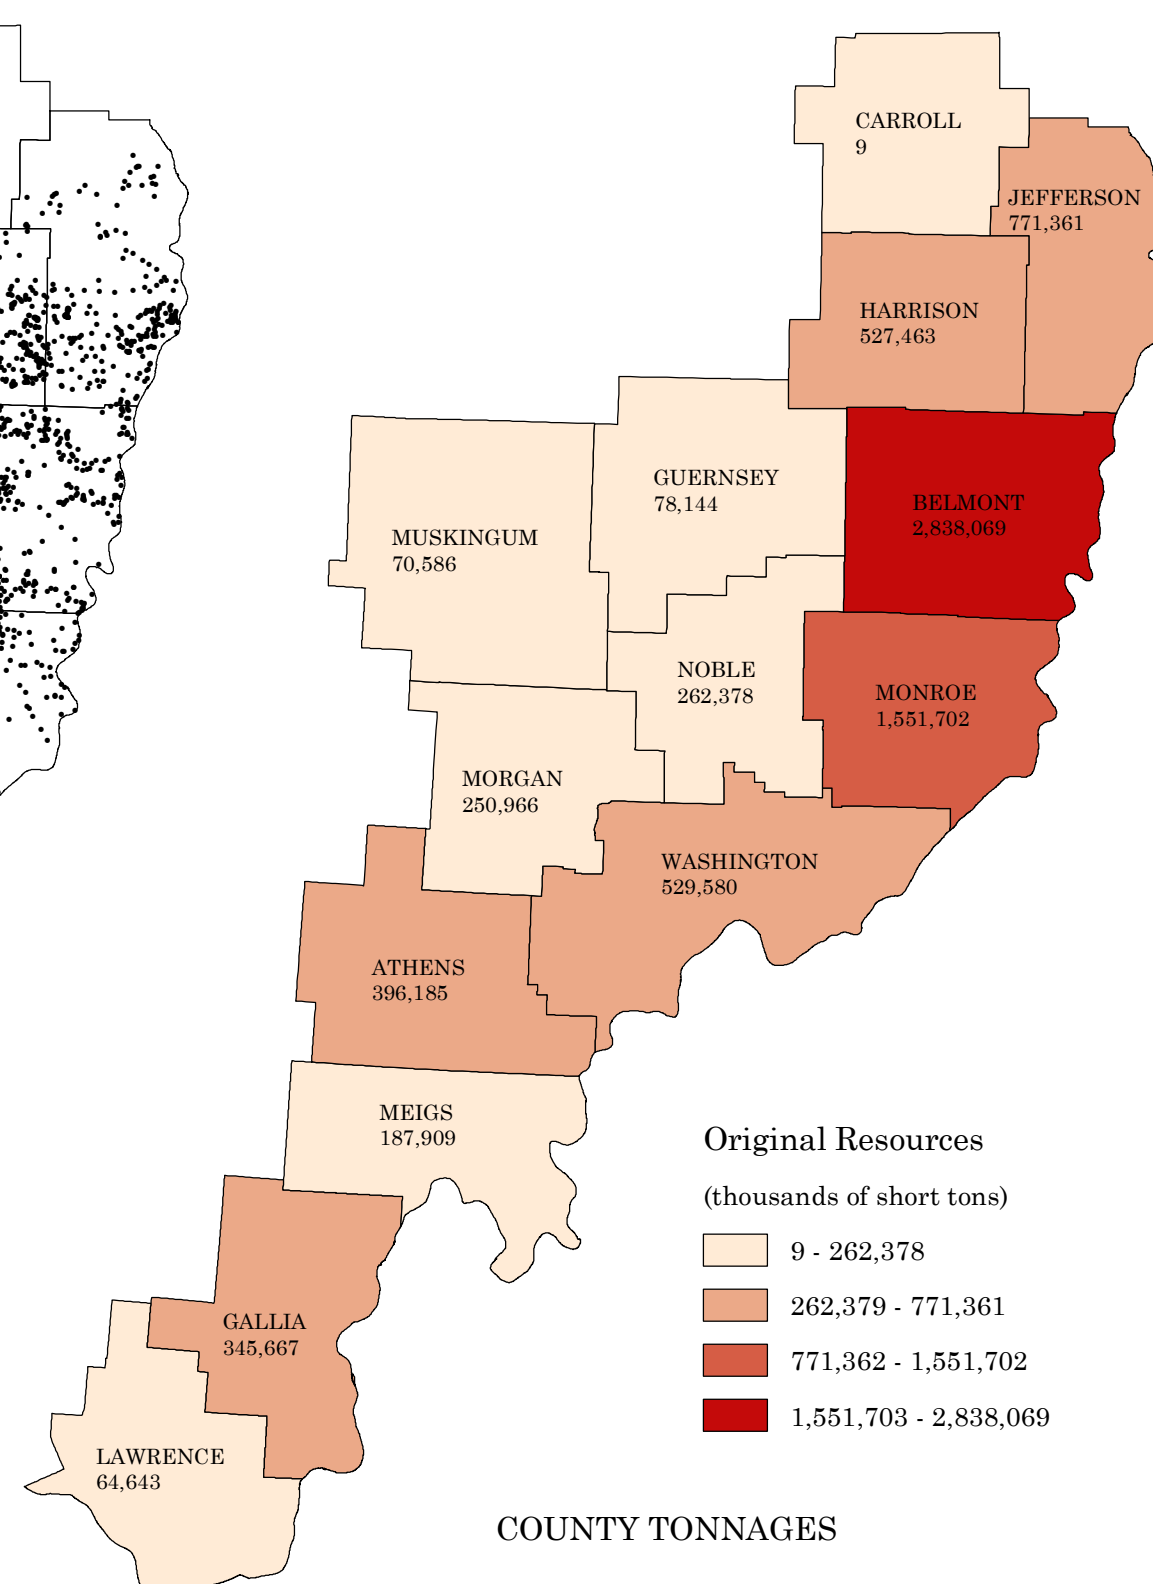 CARROLL
9
JEFFERSON
771,361
HARRISON
527,463
GUERNSEY
78,144
BELMONT
2,838,069
MUSKINGUM
70,586
NOBLE
262,378
MONROE
1,551,702
MORGAN
250,966
WASHINGTON
529,580
ATHENS
396,185
MEIGS
187,909
GALLIA
345,667
LAWRENCE
64,643
Original Resources
(thousands of short tons)
9 - 262,378
262,379 - 771,361
771,362 - 1,551,702
1,551,703 - 2,838,069
COUNTY TONNAGES